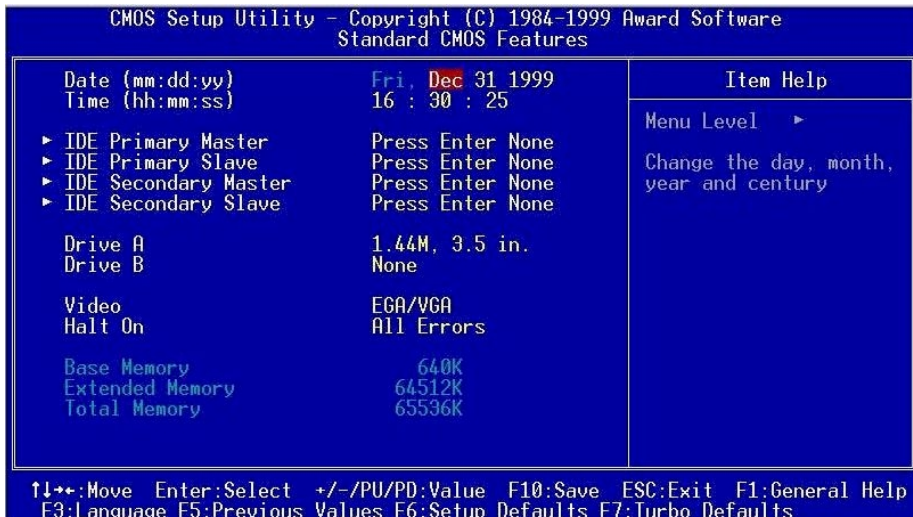 CMOS Setup Utility - Copyright (C) 1984-1999 Award Software
Standard CMOS Features
Date (mm:dd:yy) Fri, Dec 31 1999
Time (hh:mm:ss) 16 : 30 : 25
► IDE Primary Master Press Enter None
► IDE Primary Slave Press Enter None
► IDE Secondary Master Press Enter None
► IDE Secondary Slave Press Enter None
Drive A 1.44M, 3.5 in.
Drive B None
Video EGA/VGA
Halt On All Errors
Base Memory 640K
Extended Memory 64512K
Total Memory 65536K
Item Help
Menu Level ►
Change the day, month,
year and century
↑↓→←:Move Enter:Select +/-/PU/PD:Value F10:Save ESC:Exit F1:General Help
F3:Language F5:Previous Values F6:Setup Defaults F7:Turbo Defaults